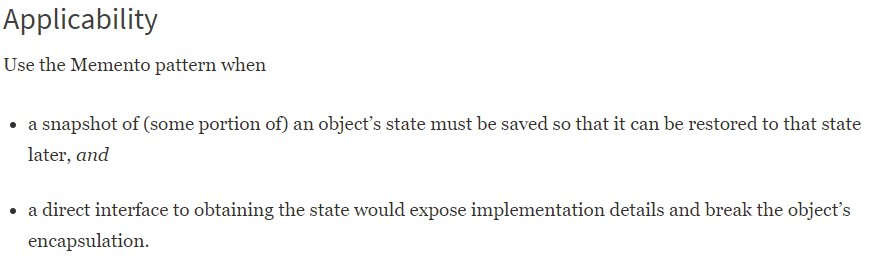 Applicability
Use the Memento pattern when
• a snapshot of (some portion of) an object’s state must be saved so that it can be restored to that state
later, and
• a direct interface to obtaining the state would expose implementation details and break the object’s
encapsulation.